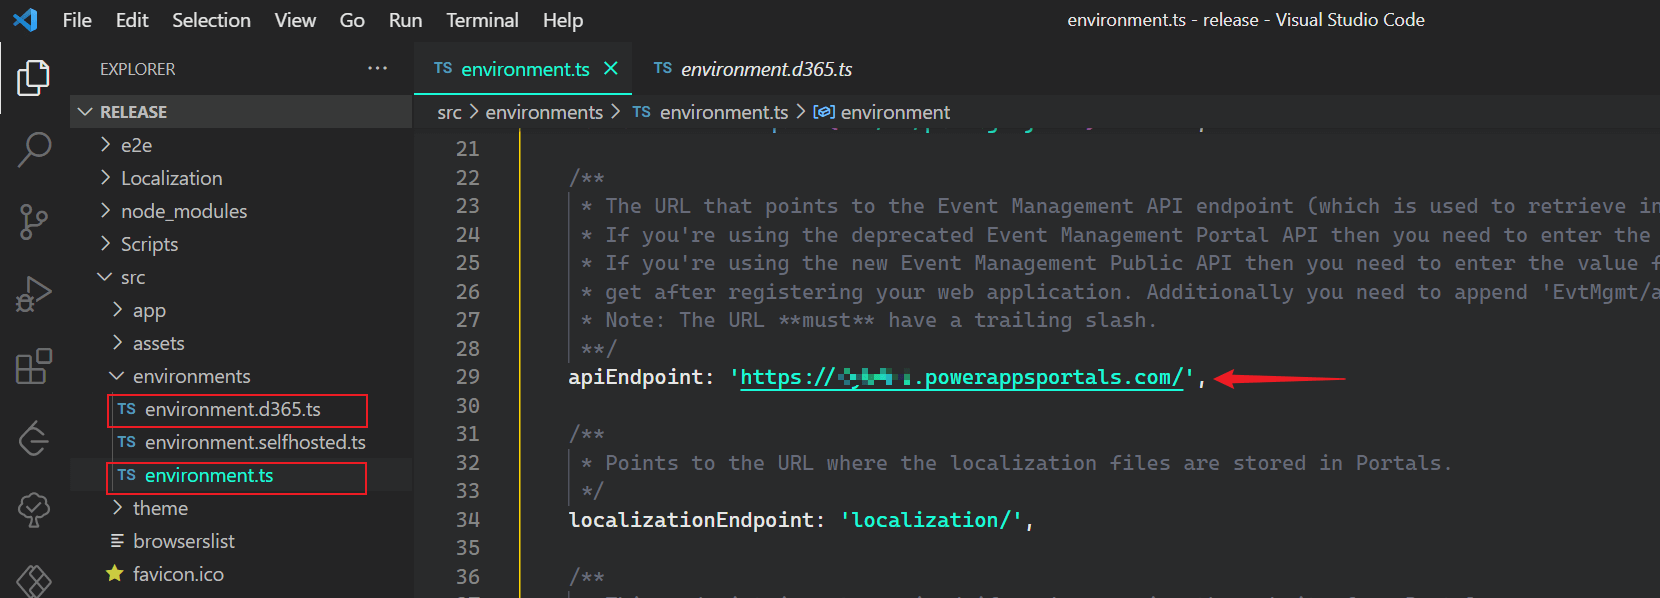 File Edit Selection View Go Run Terminal Help
environment.ts - release - Visual Studio Code
EXPLORER ···
TS environment.ts TS environment.d365.ts
RELEASE
src > environments > TS environment.ts > environment
e2e
Localization
node_modules
Scripts
src
app
assets
environments
TS environment.d365.ts
TS environment.selfhosted.ts
TS environment.ts
theme
browserslist
favicon.ico
21
22 /**
23 * The URL that points to the Event Management API endpoint (which is used to retrieve in
24 * If you're using the deprecated Event Management Portal API then you need to enter the
25 * If you're using the new Event Management Public API then you need to enter the value f
26 * get after registering your web application. Additionally you need to append 'EvtMgmt/a
27 * Note: The URL **must** have a trailing slash.
28 **/
29 apiEndpoint: 'https:// .powerappsportals.com/',
30
31 /**
32 * Points to the URL where the localization files are stored in Portals.
33 */
34 localizationEndpoint: 'localization/',
35
36 /**